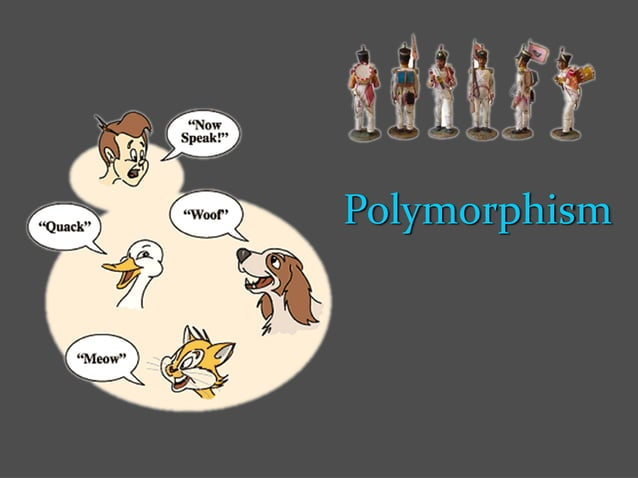 “Now
Speak!”
“Quack”
“Woof”
Polymorphism
“Meow”